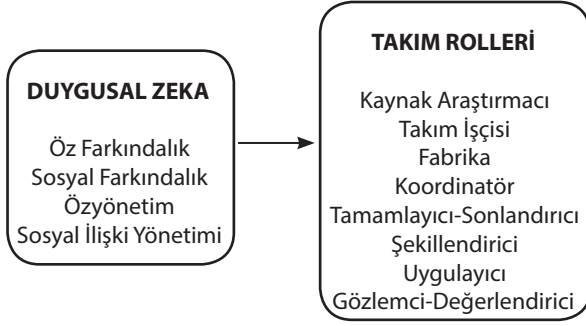 DUYGUSAL ZEKA
Öz Farkındalık
Sosyal Farkındalık
Özyönetim
Sosyal İlişki Yönetimi
TAKIM ROLLERİ
Kaynak Araştırmacı
Takım İşçisi
Fabrika
Koordinatör
Tamamlayıcı-Sonlandırıcı
Şekillendirici
Uygulayıcı
Gözlemci-Değerlendirici